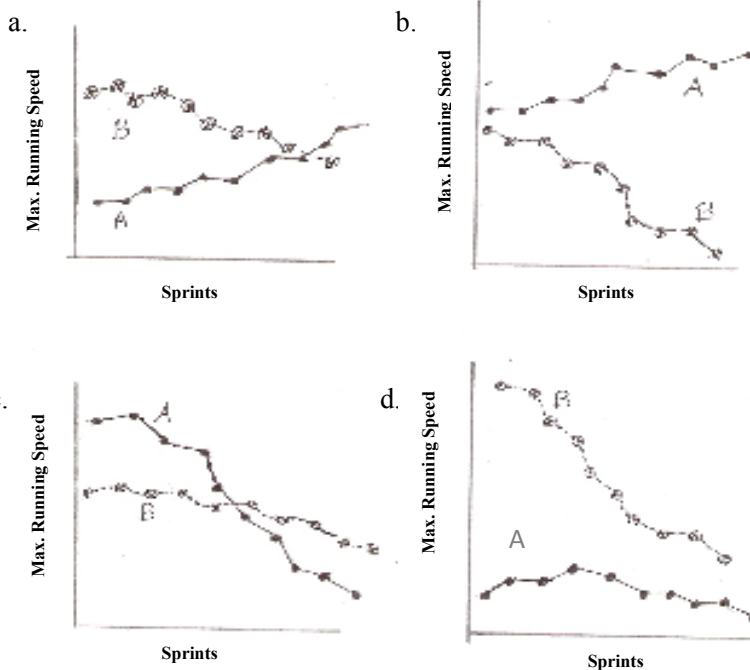 a.
Max. Running Speed
B
A
Sprints
b.
Max. Running Speed
A
B
Sprints
Max. Running Speed
A
B
Sprints
d.
Max. Running Speed
B
A
Sprints